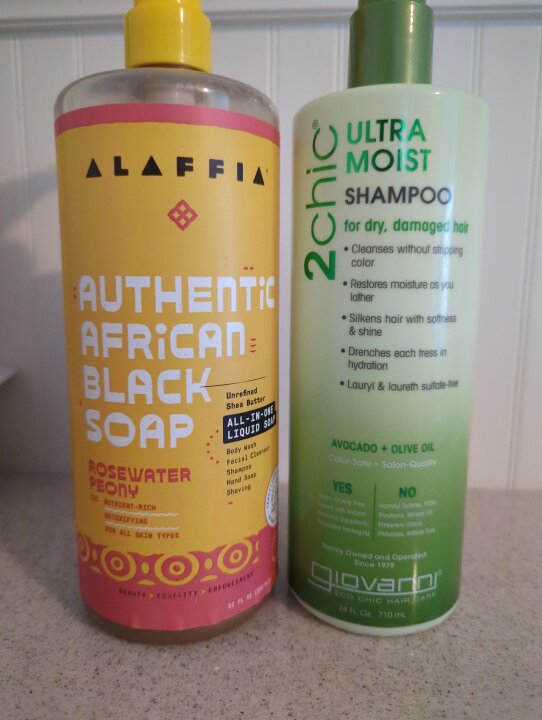 ALAFFIA
AUTHENTIC
AFRICAN
BLACK
SOAP
Unrefined
Shea Butter
ALL-IN-ONE
LIQUID SOAP
Body Wash
Facial Cleanser
Shampoo
Hand Soap
Shaving
ROSEWATER
PEONY
NUTRIENT-RICH
DETOXIFYING
FOR ALL SKIN TYPES
BEAUTY EQUALITY EMPOWERMENT
32 FL OZ
2chic®
ULTRA
MOIST
SHAMPOO
for dry, damaged hair
• Cleanses without stripping
color
• Restores moisture as you
lather
• Silkens hair with softness
& shine
• Drenches each tress in
hydration
• Lauryl & laureth sulfate-free
AVOCADO + OLIVE OIL
Color-Safe • Salon-Quality
YES
NO
Family Owned and Operated,
Since 1979
giovanni
ECO CHIC HAIR CARE
24 FL. Oz. 710 mL